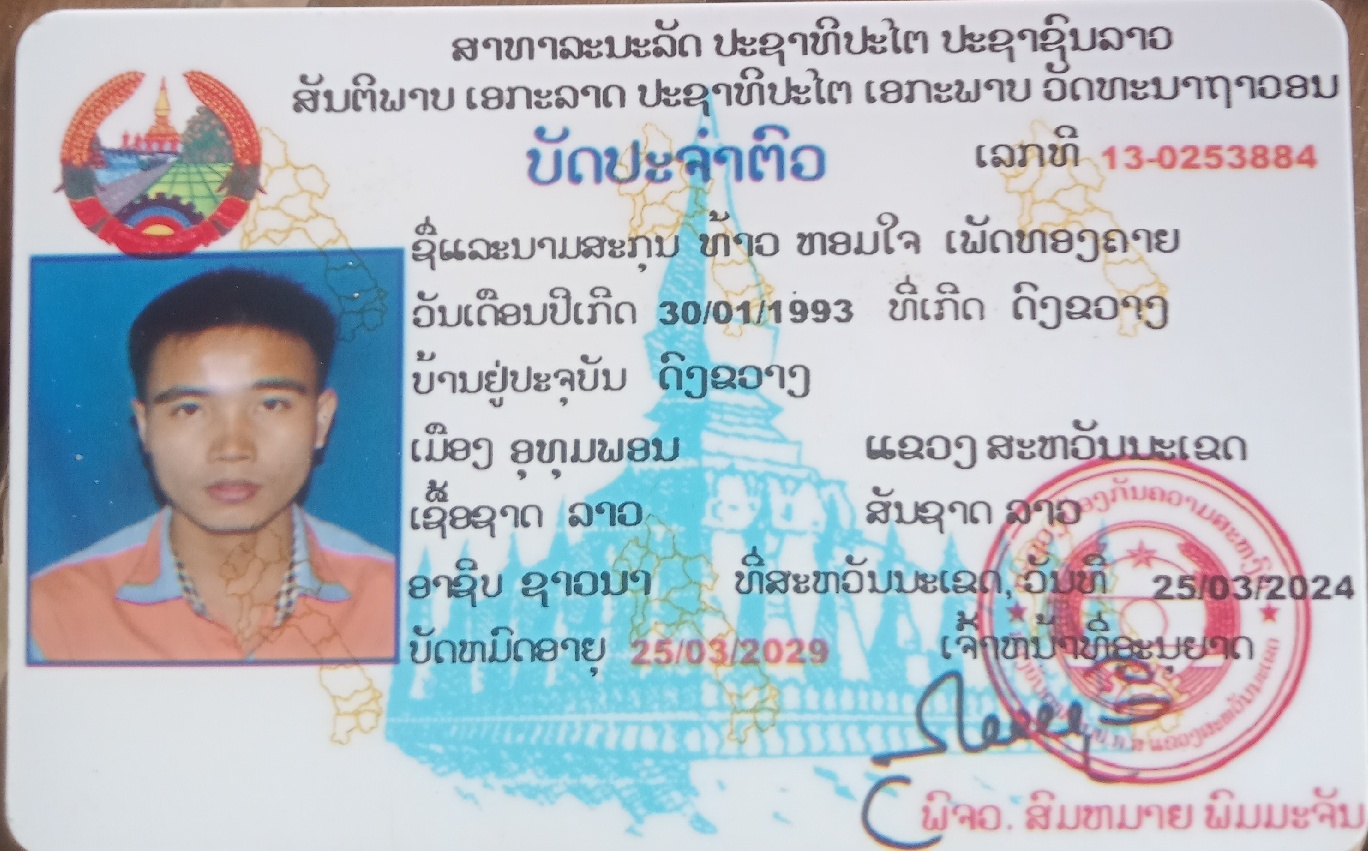 ສາທາລະນະລັດ ປະຊາທິປະໄຕ ປະຊາຊົນລາວ
ສັນຕິພາບ ເອກະລາດ ປະຊາທິປະໄຕ ເອກະພາບ ວັດທະນາຖາວອນ
ບັດປະຈຳຕົວ ເລກທີ 13-0253884
ຊື່ແລະນາມສະກຸນ ທ້າວ ຫອມໃຈ ເພັດທອງຄາຍ
ວັນເດືອນປີເກີດ 30/01/1993 ທີ່ເກີດ ດົງຂວາງ
ບ້ານຢູ່ປະຈຸບັນ ດົງຂວາງ
ເມືອງ ອຸທຸມພອນ ແຂວງ ສະຫວັນນະເຂດ
ເຊື້ອຊາດ ລາວ ສັນຊາດ ລາວ
ອາຊີບ ຊາວນາ ທີ່ສະຫວັນນະເຂດ, ວັນທີ 25/03/2024
ບັດຫມົດອາຍຸ 25/03/2029 ເຈົ້າຫນ້າທີ່ອະນຸຍາດ
ພິຈວ. ສົມຫມາຍ ພິມມະຈັນ